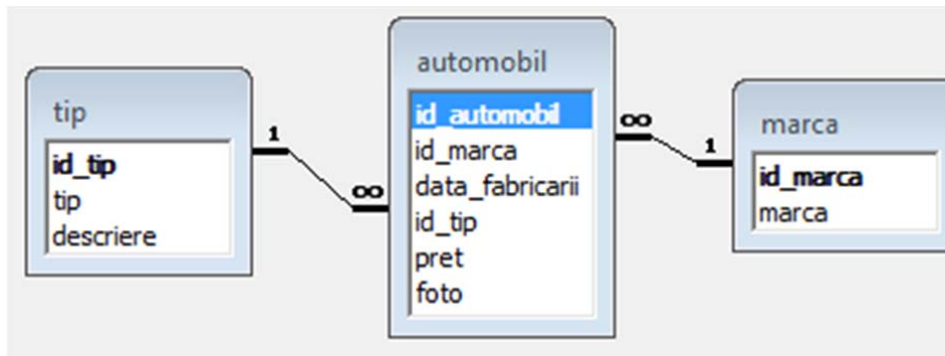 tip
id_tip
tip
descriere
1
∞
automobil
id_automobil
id_marca
data_fabricarii
id_tip
pret
foto
∞
1
marca
id_marca
marca